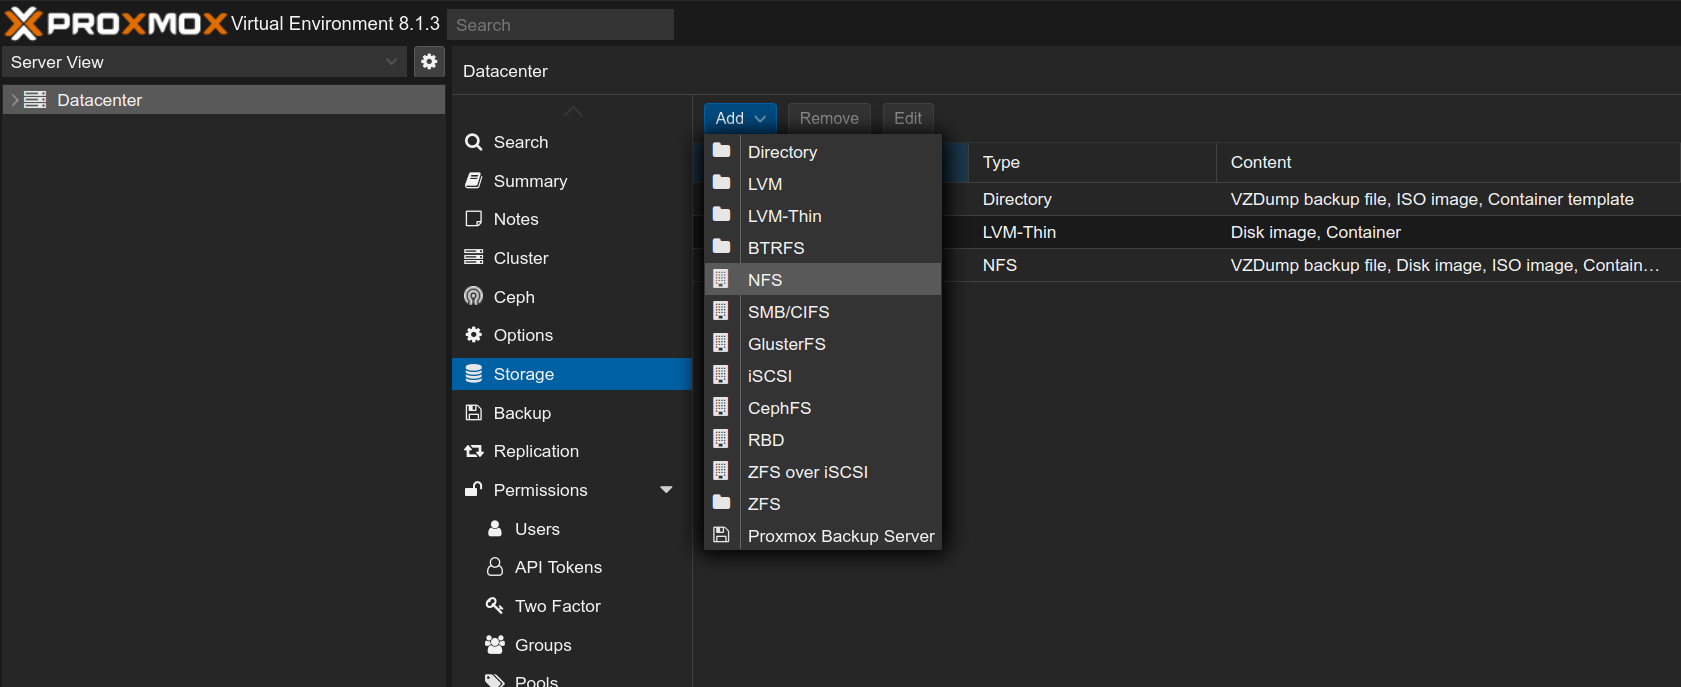 PROXMOX Virtual Environment 8.1.3 Search
Server View
Datacenter
Datacenter
Search
Summary
Notes
Cluster
Ceph
Options
Storage
Backup
Replication
Permissions
Users
API Tokens
Two Factor
Groups
Pools
Add Remove Edit
Directory
LVM
LVM-Thin
BTRFS
NFS
SMB/CIFS
GlusterFS
iSCSI
CephFS
RBD
ZFS over iSCSI
ZFS
Proxmox Backup Server
Type Content
Directory VZDump backup file, ISO image, Container template
LVM-Thin Disk image, Container
NFS VZDump backup file, Disk image, ISO image, Contain…